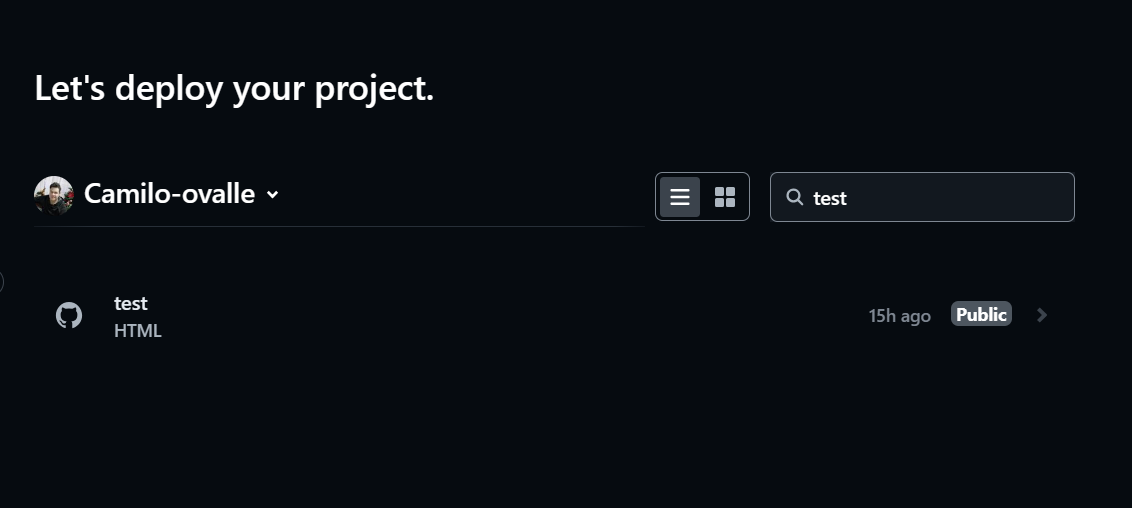 Let's deploy your project.
Camilo-ovalle
test
test
HTML
15h ago
Public